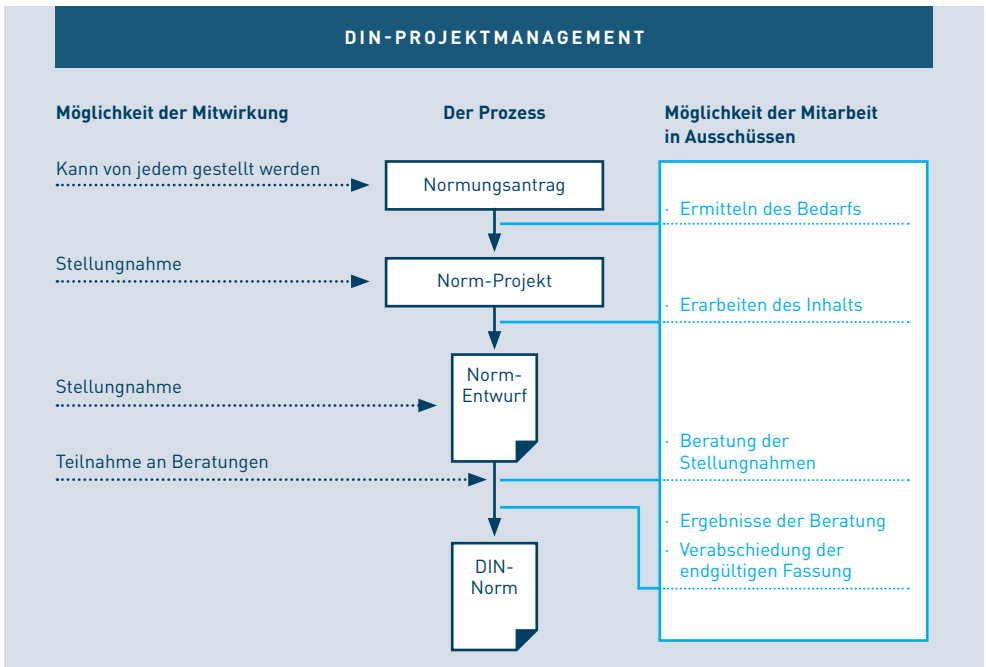 DIN-PROJEKTMANAGEMENT
Möglichkeit der Mitwirkung
Der Prozess
Möglichkeit der Mitarbeit
in Ausschüssen
Kann von jedem gestellt werden
Normungsantrag
· Ermitteln des Bedarfs
Stellungnahme
Norm-Projekt
· Erarbeiten des Inhalts
Stellungnahme
Norm-
Entwurf
· Beratung der
Stellungnahmen
Teilnahme an Beratungen
· Ergebnisse der Beratung
· Verabschiedung der
endgültigen Fassung
DIN-
Norm